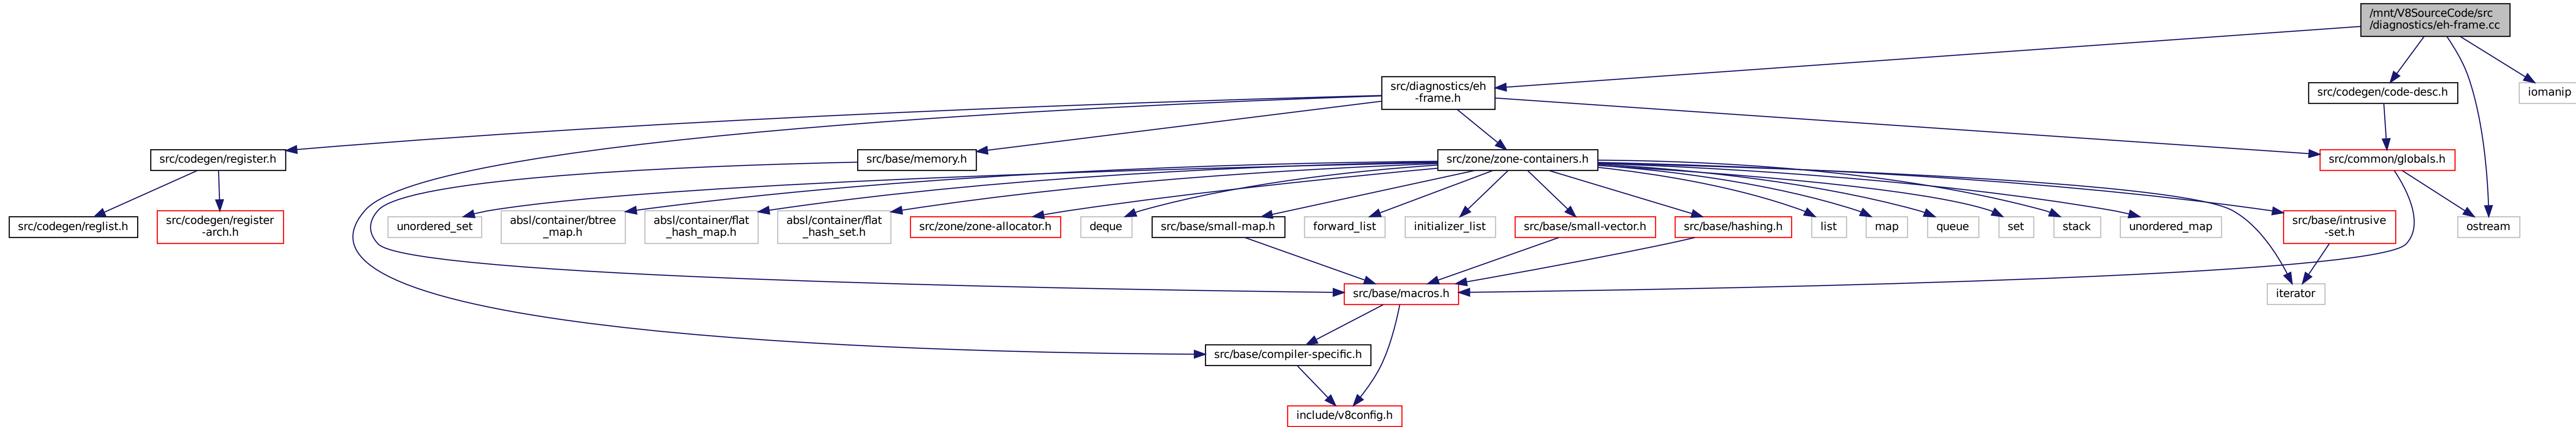 /mnt/V8SourceCode/src
/diagnostics/eh-frame.cc
src/diagnostics/eh
-frame.h
src/codegen/code-desc.h
iomanip
src/codegen/register.h
src/base/memory.h
src/zone/zone-containers.h
src/common/globals.h
src/codegen/reglist.h
src/codegen/register
-arch.h
unordered_set
absl/container/btree
_map.h
absl/container/flat
_hash_map.h
absl/container/flat
_hash_set.h
src/zone/zone-allocator.h
deque
src/base/small-map.h
forward_list
initializer_list
src/base/small-vector.h
src/base/hashing.h
list
map
queue
set
stack
unordered_map
src/base/intrusive
-set.h
ostream
src/base/macros.h
iterator
src/base/compiler-specific.h
include/v8config.h